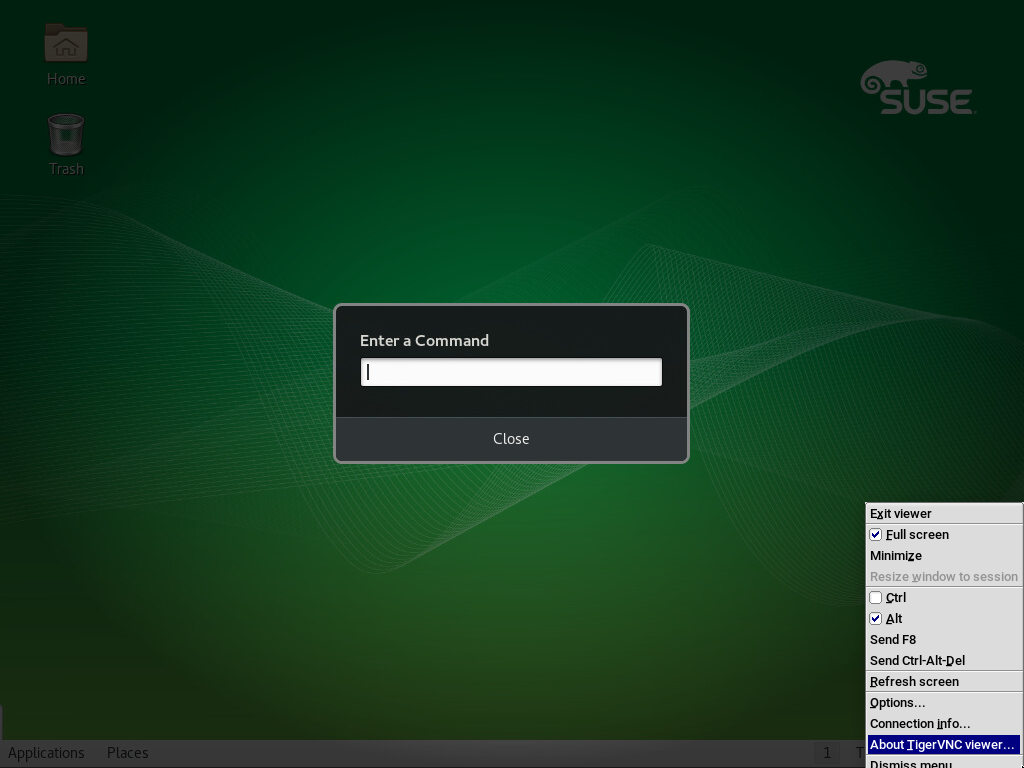 Home
SUSE
Trash
Enter a Command
Close
Exit viewer
Full screen
Minimize
Resize window to session
Ctrl
Alt
Send F8
Send Ctrl-Alt-Del
Refresh screen
Options...
Connection info...
About TigerVNC viewer...
Dismiss menu
Applications Places 1 T